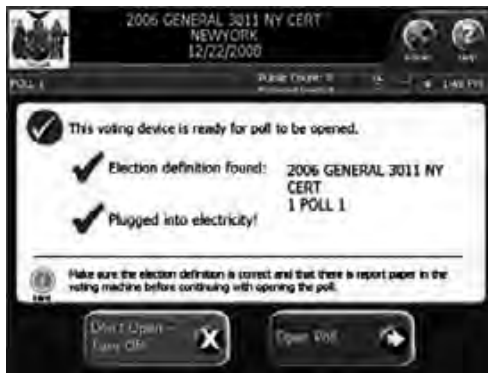 2006 GENERAL 3011 NY CERT
NEWYORK
12/22/2000
POLL 1
Public Count: 0
1:48 PM
This voting device is ready for poll to be opened.
Election definition found:
2006 GENERAL 3011 NY
CERT
1 POLL 1
Plugged into electricity!
Make sure the election definition is correct and that there is report paper in the
voting machine before continuing with opening the poll.
Don't Open -
Turn Off!
Open Poll